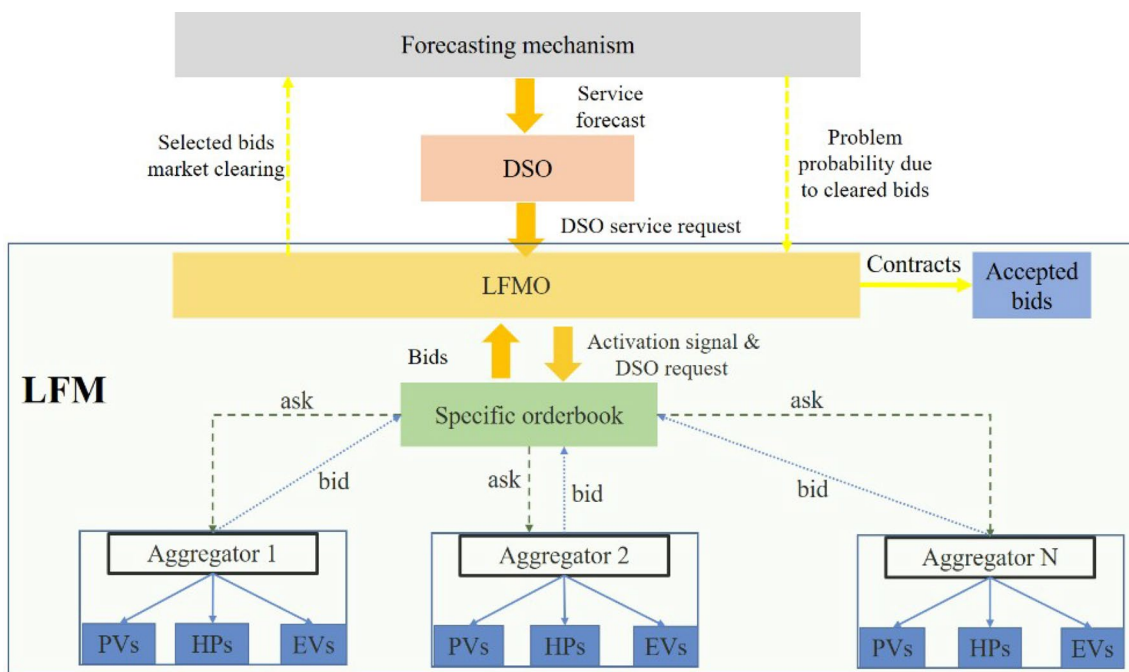 Forecasting mechanism
Service
forecast
Selected bids
market clearing
Problem
probability due
to cleared bids
DSO
DSO service request
LFMO
Contracts
Accepted
bids
Bids
Activation signal &
DSO request
LFM
Specific orderbook
ask
ask
bid
ask
bid
bid
Aggregator 1
Aggregator 2
Aggregator N
PVs
HPs
EVs
PVs
HPs
EVs
PVs
HPs
EVs